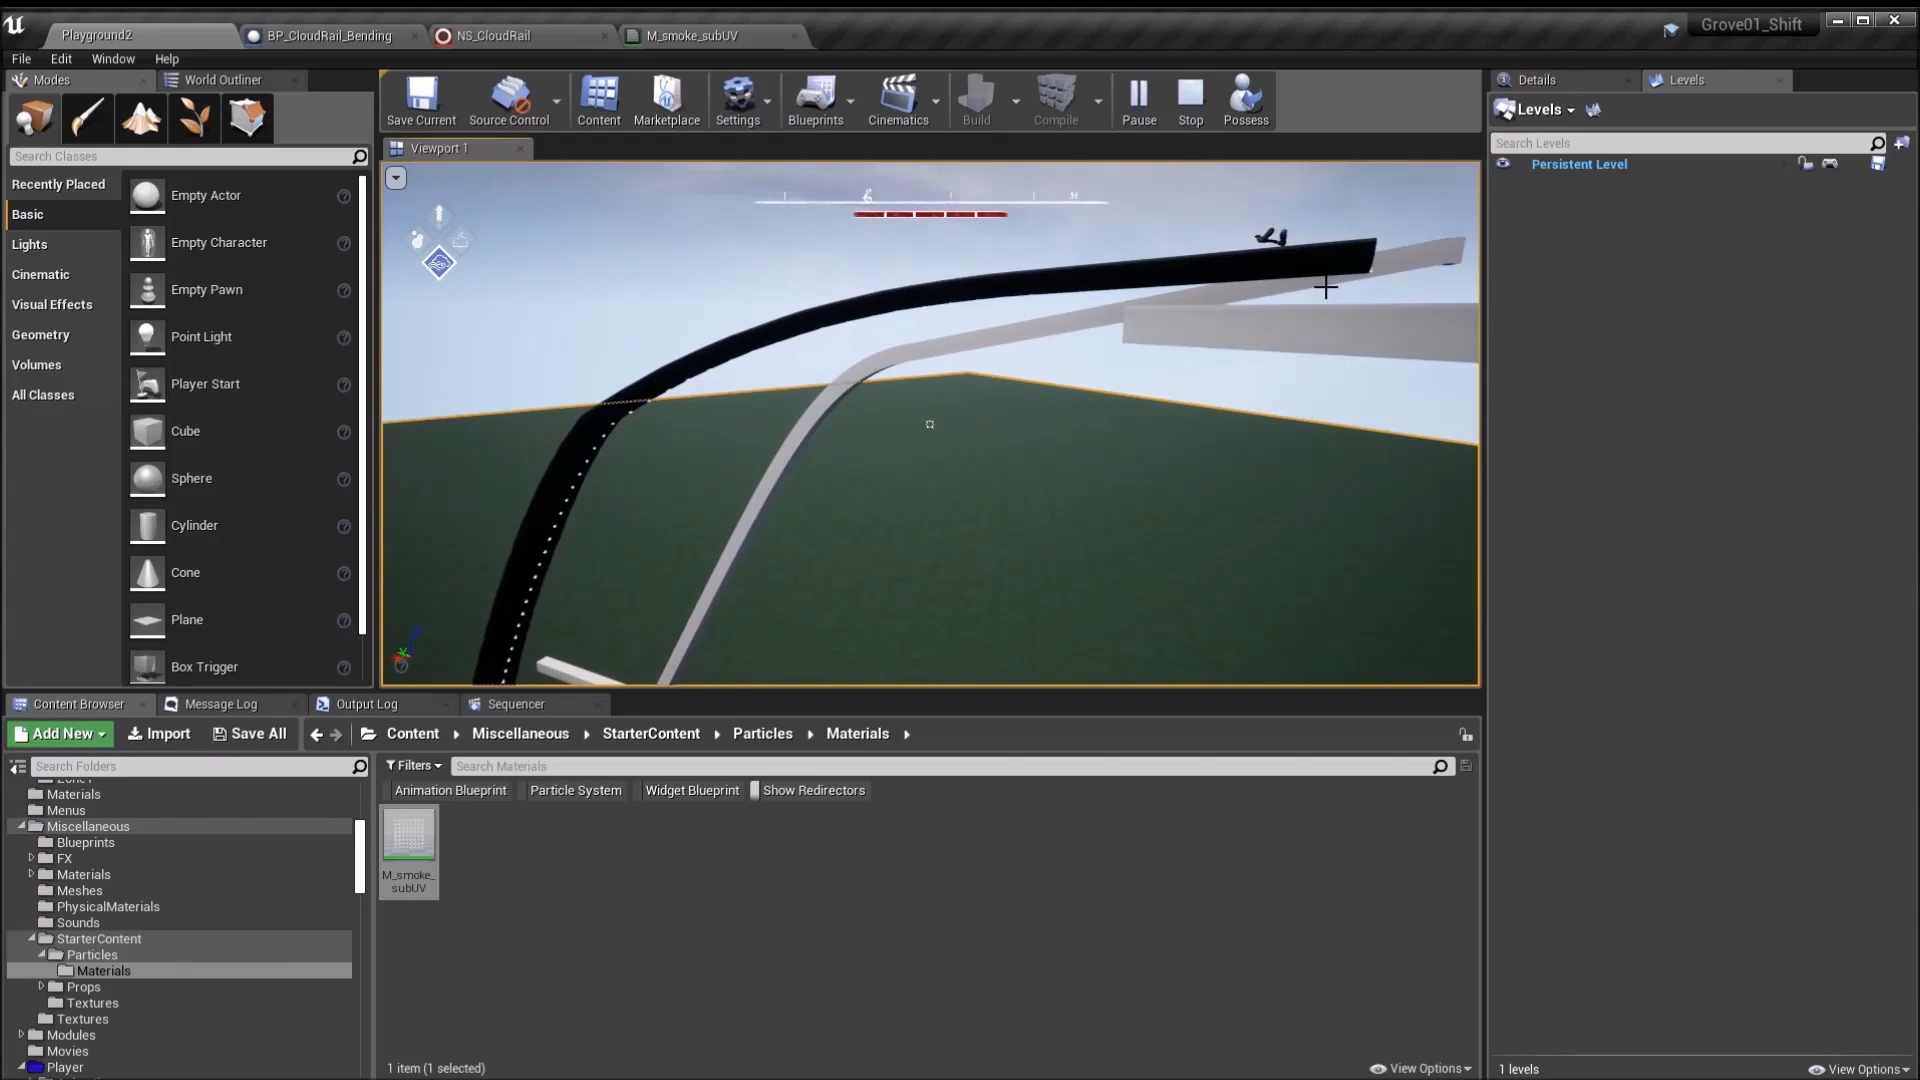 Playground2
BP_CloudRail_Bending
NS_CloudRail
M_smoke_subUV
Grove01_Shift
File
Edit
Window
Help
Modes
World Outliner
Save Current
Source Control
Content
Marketplace
Settings
Blueprints
Cinematics
Build
Compile
Pause
Stop
Possess
Details
Levels
Levels
Search Levels
Persistent Level
Viewport 1
Search Classes
Recently Placed
Basic
Lights
Cinematic
Visual Effects
Geometry
Volumes
All Classes
Empty Actor
Empty Character
Empty Pawn
Point Light
Player Start
Cube
Sphere
Cylinder
Cone
Plane
Box Trigger
Content Browser
Message Log
Output Log
Sequencer
Add New
Import
Save All
Content
Miscellaneous
StarterContent
Particles
Materials
Search Folders
Filters
Search Materials
Animation Blueprint
Particle System
Widget Blueprint
Show Redirectors
Materials
Menus
Miscellaneous
Blueprints
FX
Materials
Meshes
PhysicalMaterials
Sounds
StarterContent
Particles
Materials
Props
Textures
Textures
Modules
Movies
Player
M_smoke_
subUV
1 item (1 selected)
View Options
1 levels
View Options